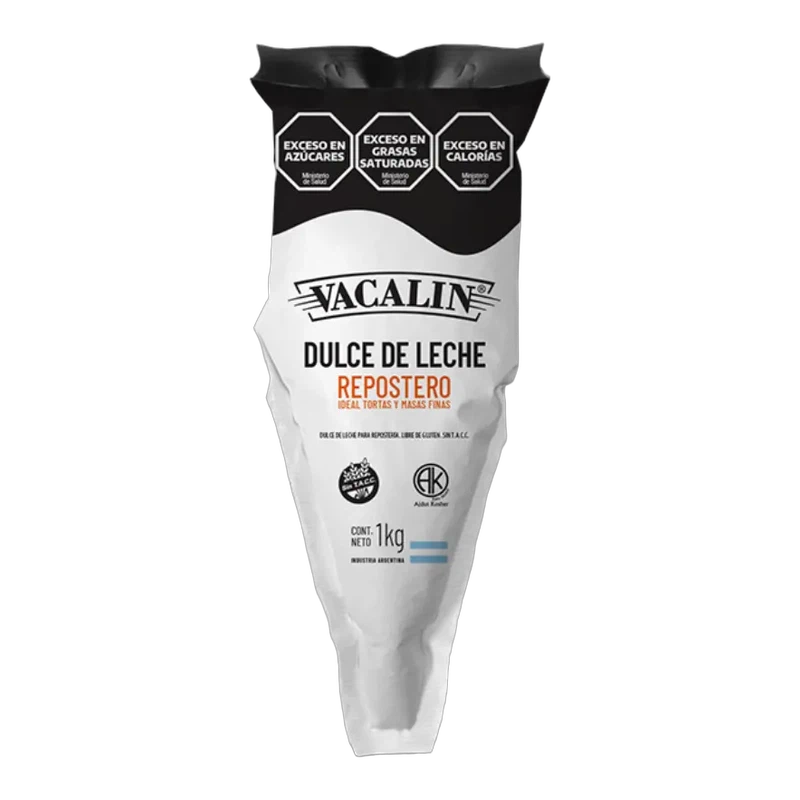 EXCESO EN
AZÚCARES
Ministerio
de Salud
EXCESO EN
GRASAS
SATURADAS
Ministerio
de Salud
EXCESO EN
CALORÍAS
Ministerio
de Salud
VACALIN®
DULCE DE LECHE
REPOSTERO
IDEAL TORTAS Y MASAS FINAS
DULCE DE LECHE PARA REPOSTERÍA. LIBRE DE GLUTEN. SIN T.A.C.C.
Sin T.A.C.C.
AK
Ajdut Kosher
CONT.
NETO 1kg
INDUSTRIA ARGENTINA